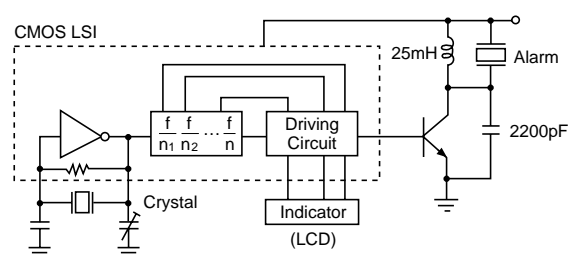 CMOS LSI
25mH
Alarm
f f … f
n1 n2 n
Driving
Circuit
2200pF
Crystal
Indicator
(LCD)